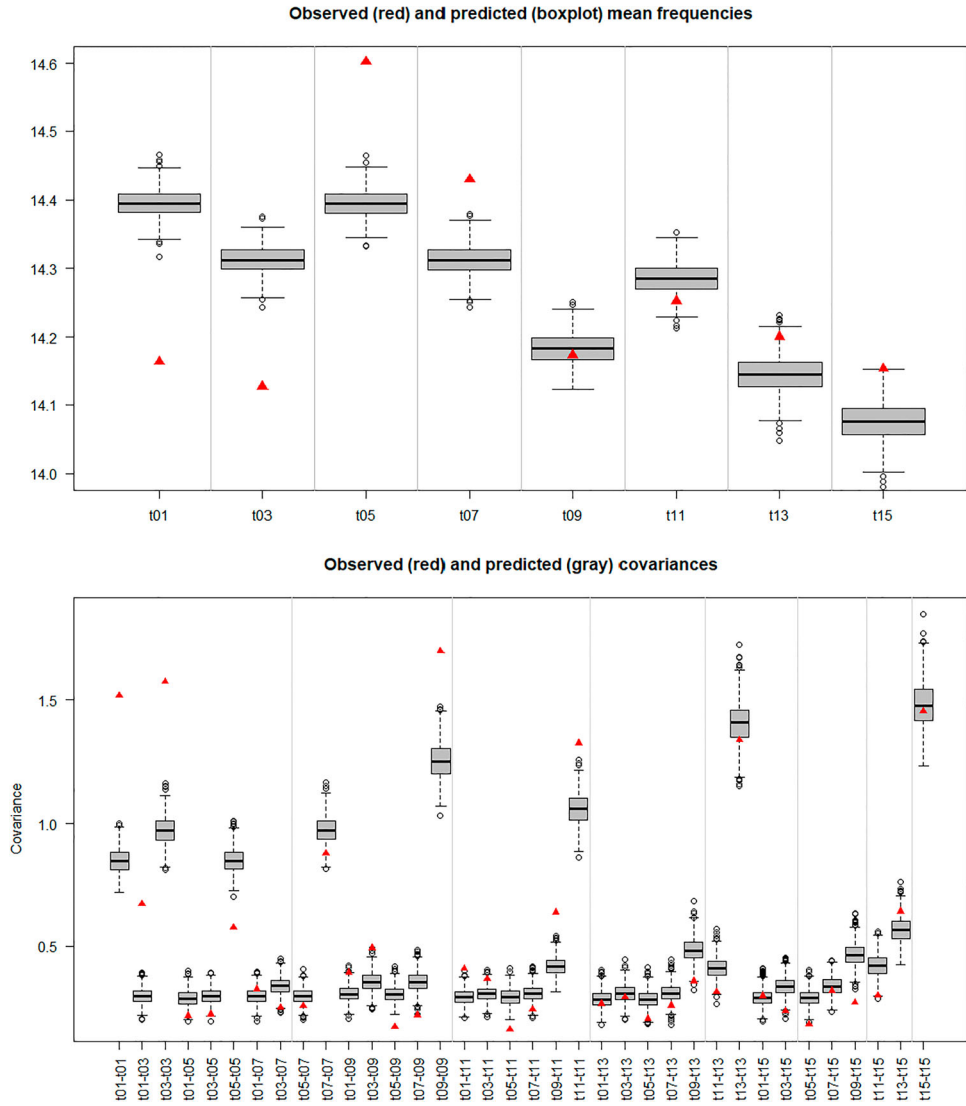 Observed (red) and predicted (boxplot) mean frequencies
14.6
14.5
14.4
14.3
14.2
14.1
14.0
t01 t03 t05 t07 t09 t11 t13 t15
Observed (red) and predicted (gray) covariances
Covariance
1.5
1.0
0.5
t01-t01
t01-t03
t03-t03
t01-t05
t03-t05
t05-t05
t01-t07
t03-t07
t05-t07
t07-t07
t01-t09
t03-t09
t05-t09
t07-t09
t09-t09
t01-t11
t03-t11
t05-t11
t07-t11
t09-t11
t11-t11
t01-t13
t03-t13
t05-t13
t07-t13
t09-t13
t11-t13
t13-t13
t01-t15
t03-t15
t05-t15
t07-t15
t09-t15
t11-t15
t13-t15
t15-t15